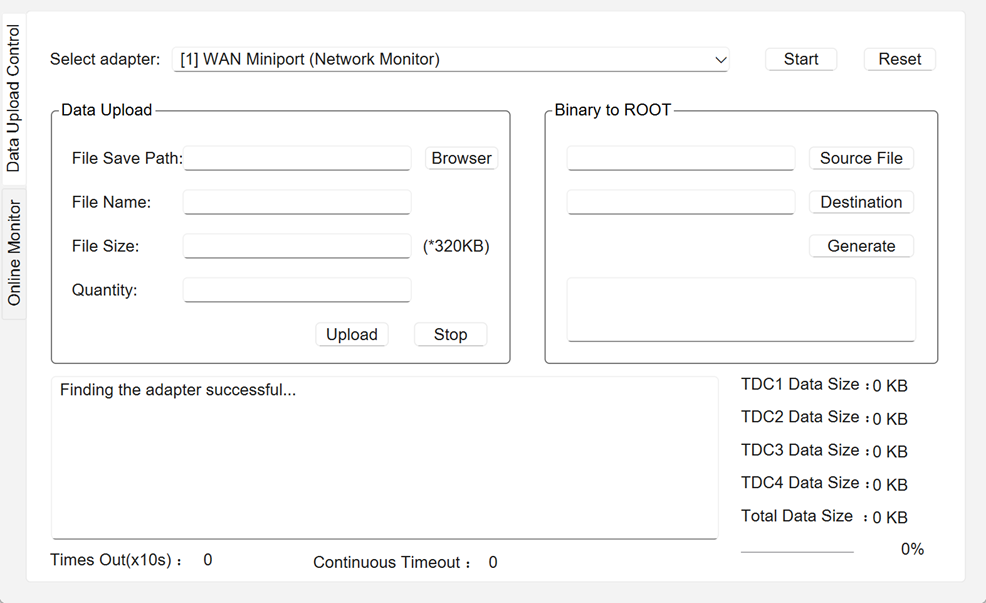 Data Upload Control
Online Monitor
Select adapter: [1] WAN Miniport (Network Monitor) Start Reset
Data Upload
File Save Path: Browser
File Name:
File Size: (*320KB)
Quantity:
Upload Stop
Binary to ROOT
Source File
Destination
Generate
Finding the adapter successful...
TDC1 Data Size : 0 KB
TDC2 Data Size : 0 KB
TDC3 Data Size : 0 KB
TDC4 Data Size : 0 KB
Total Data Size : 0 KB
0%
Times Out(x10s) : 0 Continuous Timeout : 0